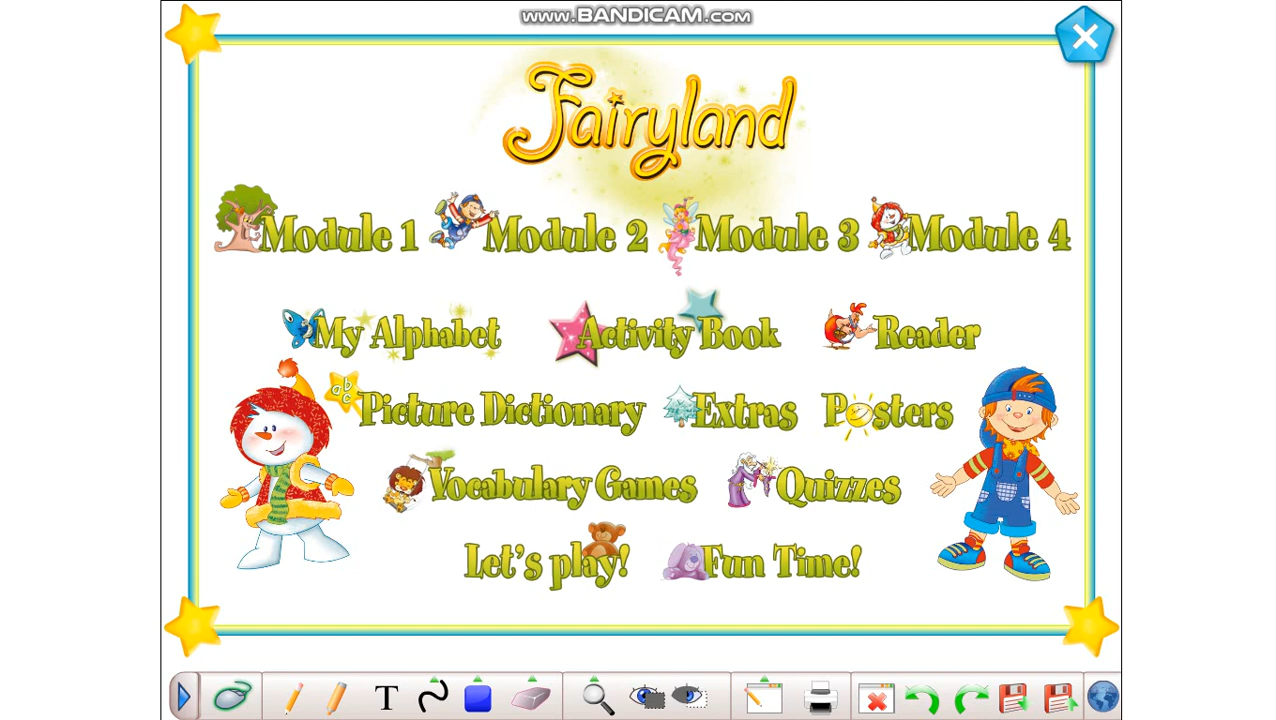 www.BANDICAM.com
Fairyland
Module 1 Module 2 Module 3 Module 4
My Alphabet Activity Book Reader
abc
Picture Dictionary Extras Posters
Vocabulary Games Quizzes
Let's play! Fun Time!
T